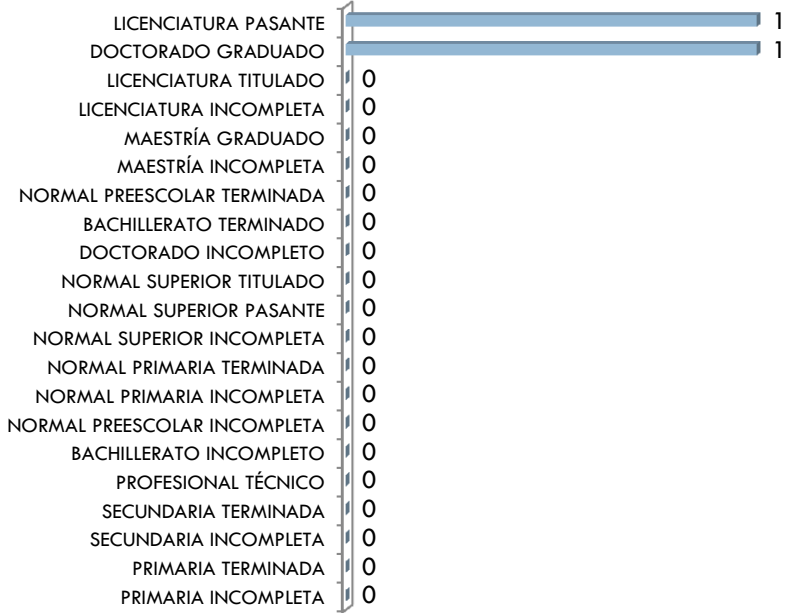 LICENCIATURA PASANTE 1
DOCTORADO GRADUADO 1
LICENCIATURA TITULADO 0
LICENCIATURA INCOMPLETA 0
MAESTRÍA GRADUADO 0
MAESTRÍA INCOMPLETA 0
NORMAL PREESCOLAR TERMINADA 0
BACHILLERATO TERMINADO 0
DOCTORADO INCOMPLETO 0
NORMAL SUPERIOR TITULADO 0
NORMAL SUPERIOR PASANTE 0
NORMAL SUPERIOR INCOMPLETA 0
NORMAL PRIMARIA TERMINADA 0
NORMAL PRIMARIA INCOMPLETA 0
NORMAL PREESCOLAR INCOMPLETA 0
BACHILLERATO INCOMPLETO 0
PROFESIONAL TÉCNICO 0
SECUNDARIA TERMINADA 0
SECUNDARIA INCOMPLETA 0
PRIMARIA TERMINADA 0
PRIMARIA INCOMPLETA 0